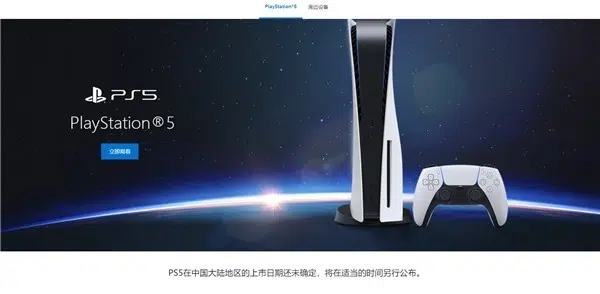 PlayStation®5
周边设备
PS5
PlayStation®5
立即观看
PS5在中国大陆地区的上市日期还未确定，将在适当的时间另行公布。